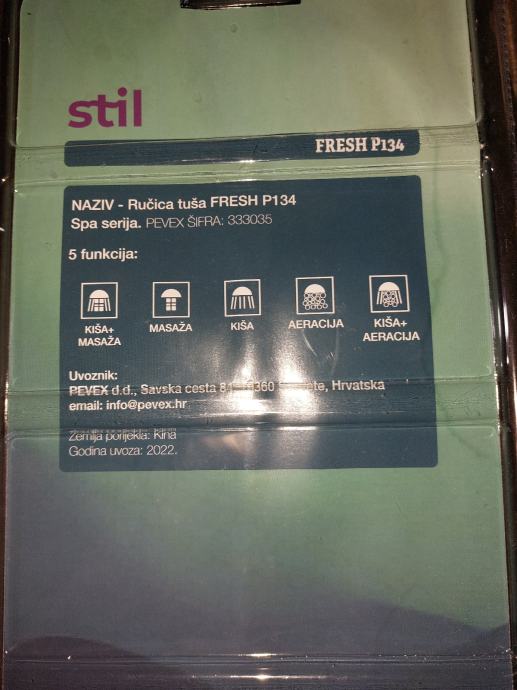 stil
FRESH P134
NAZIV - Ručica tuša FRESH P134
Spa serija. PEVEX ŠIFRA: 333035
5 funkcija:
KIŠA+
MASAŽA
MASAŽA
KIŠA
AERACIJA
KIŠA+
AERACIJA
Uvoznik:
PEVEX d.d., Savska cesta 84, Hrvatska
email: info@pevex.hr
Zemlja porijekla: Kina
Godina uvoza: 2022.